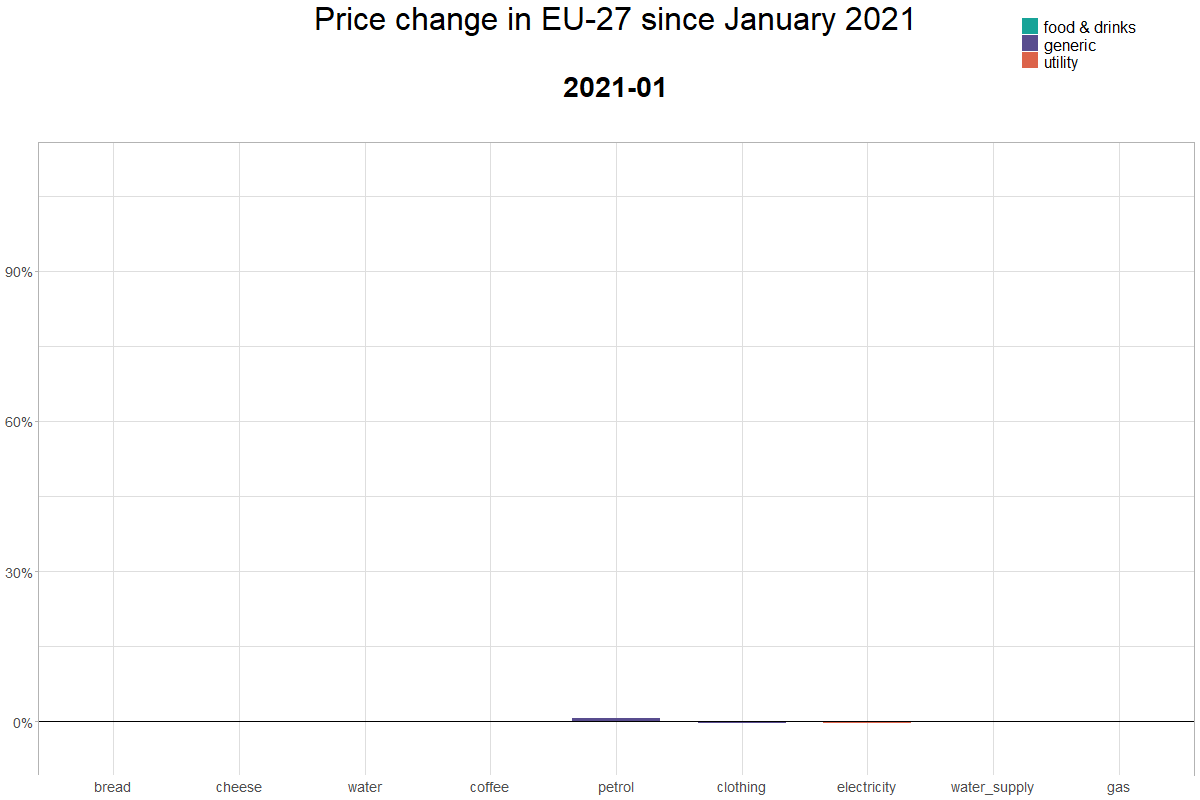 Price change in EU-27 since January 2021
food & drinks
generic
utility
2021-01
90%
60%
30%
0%
bread cheese water coffee petrol clothing electricity water_supply gas